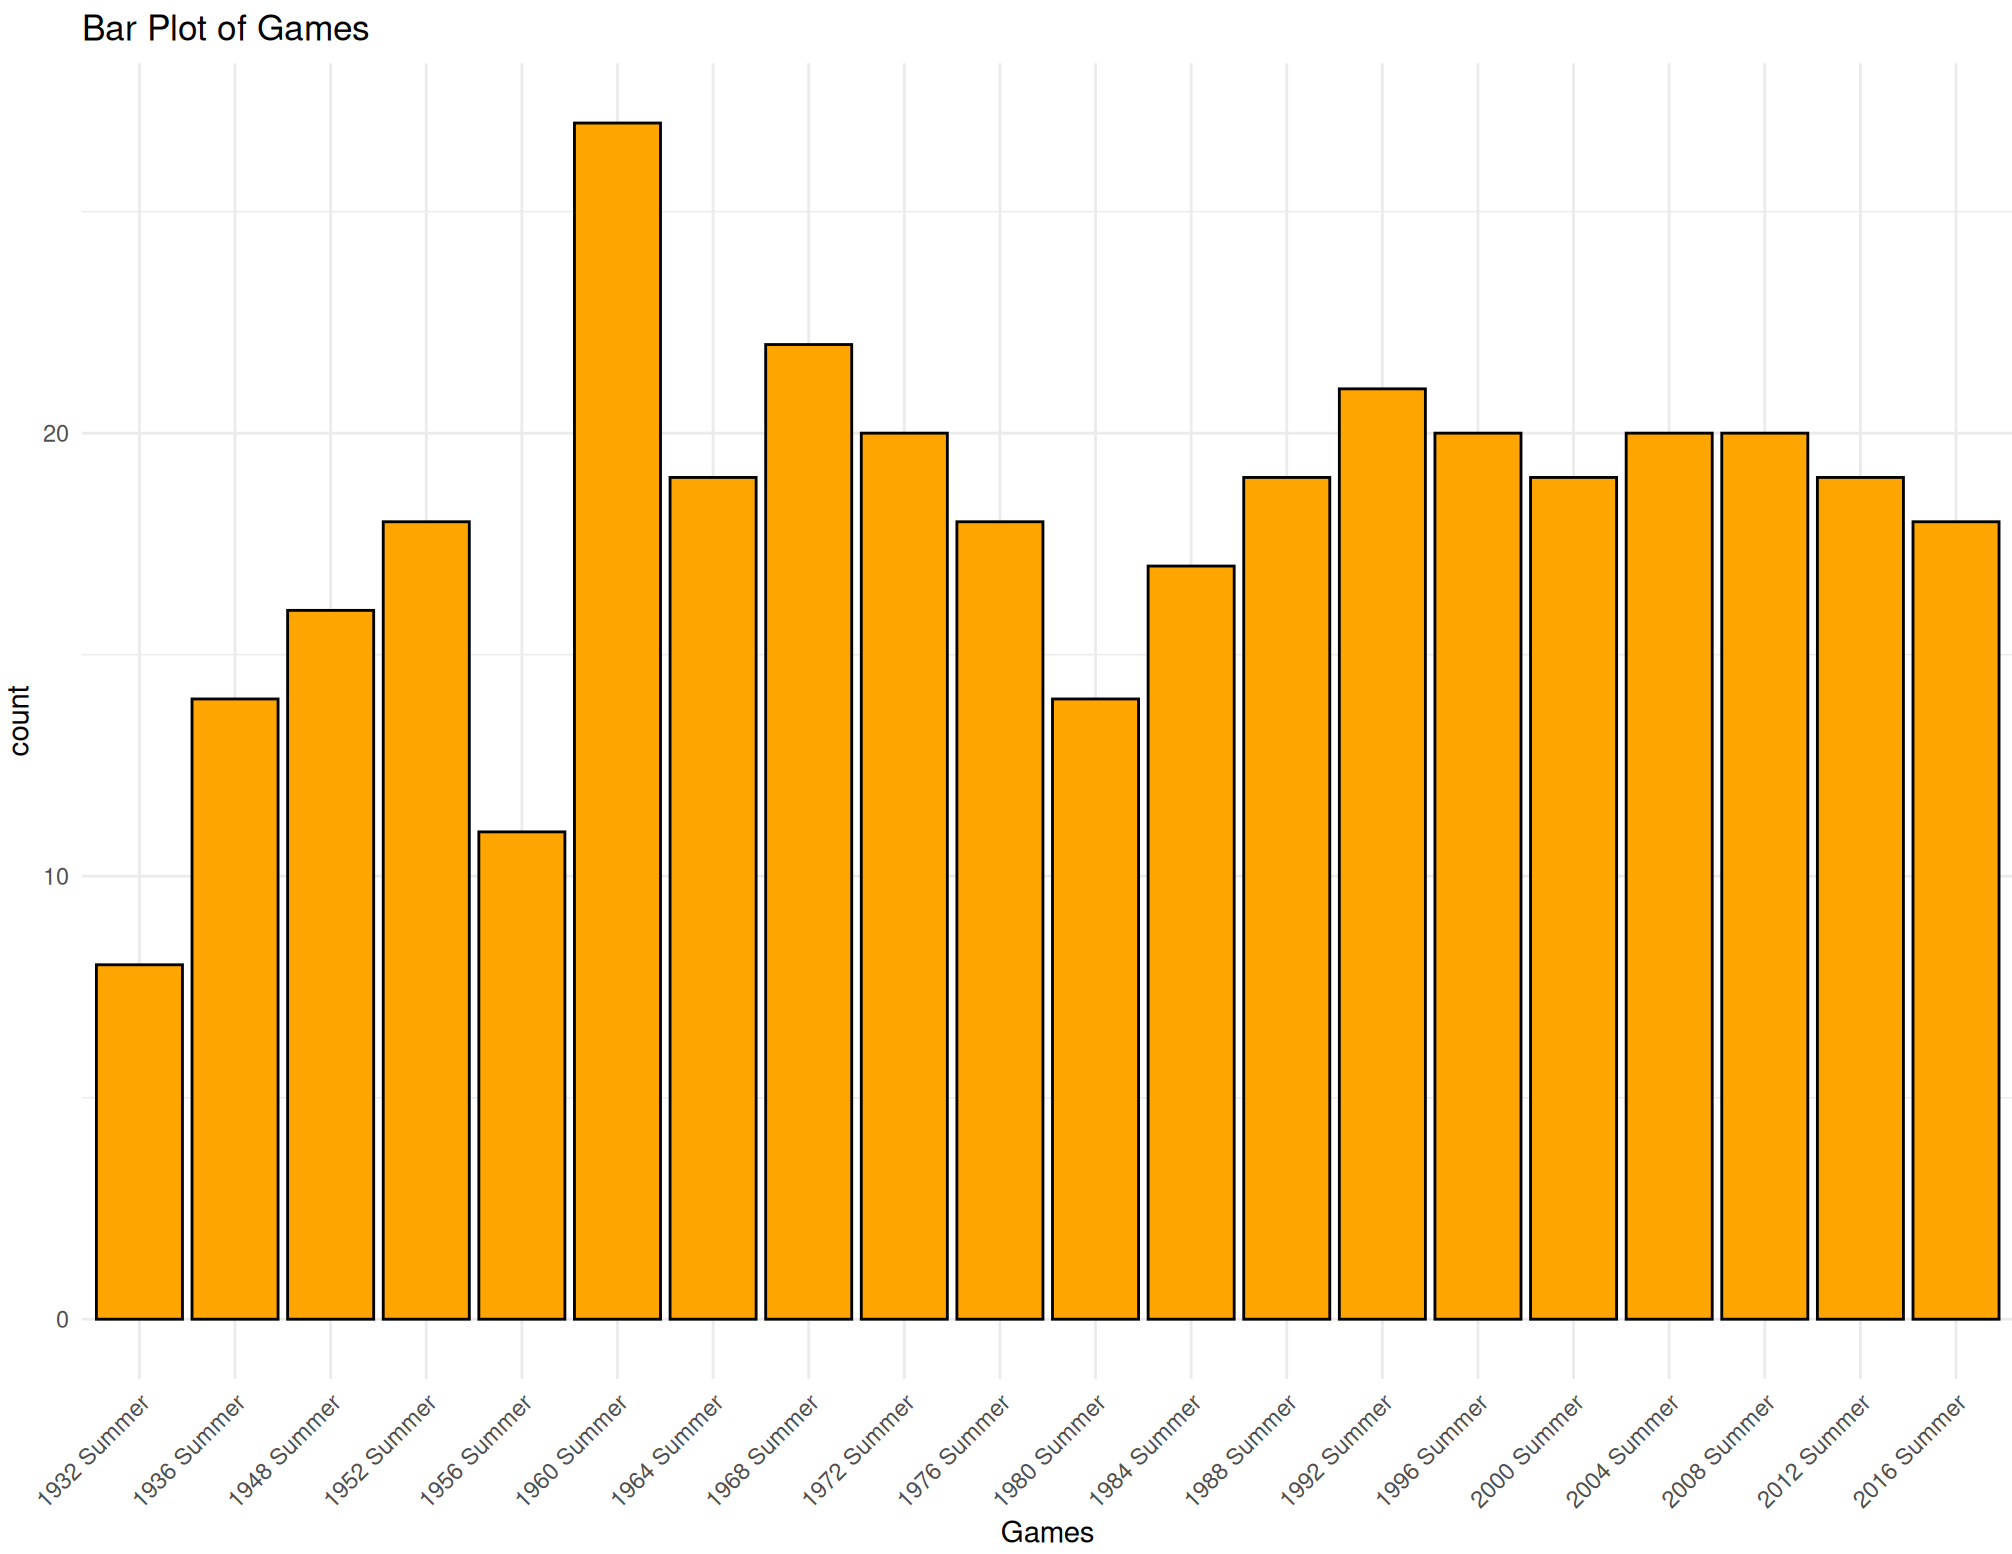 Bar Plot of Games
count
20
10
0
1932 Summer
1936 Summer
1948 Summer
1952 Summer
1956 Summer
1960 Summer
1964 Summer
1968 Summer
1972 Summer
1976 Summer
1980 Summer
1984 Summer
1988 Summer
1992 Summer
1996 Summer
2000 Summer
2004 Summer
2008 Summer
2012 Summer
2016 Summer
Games